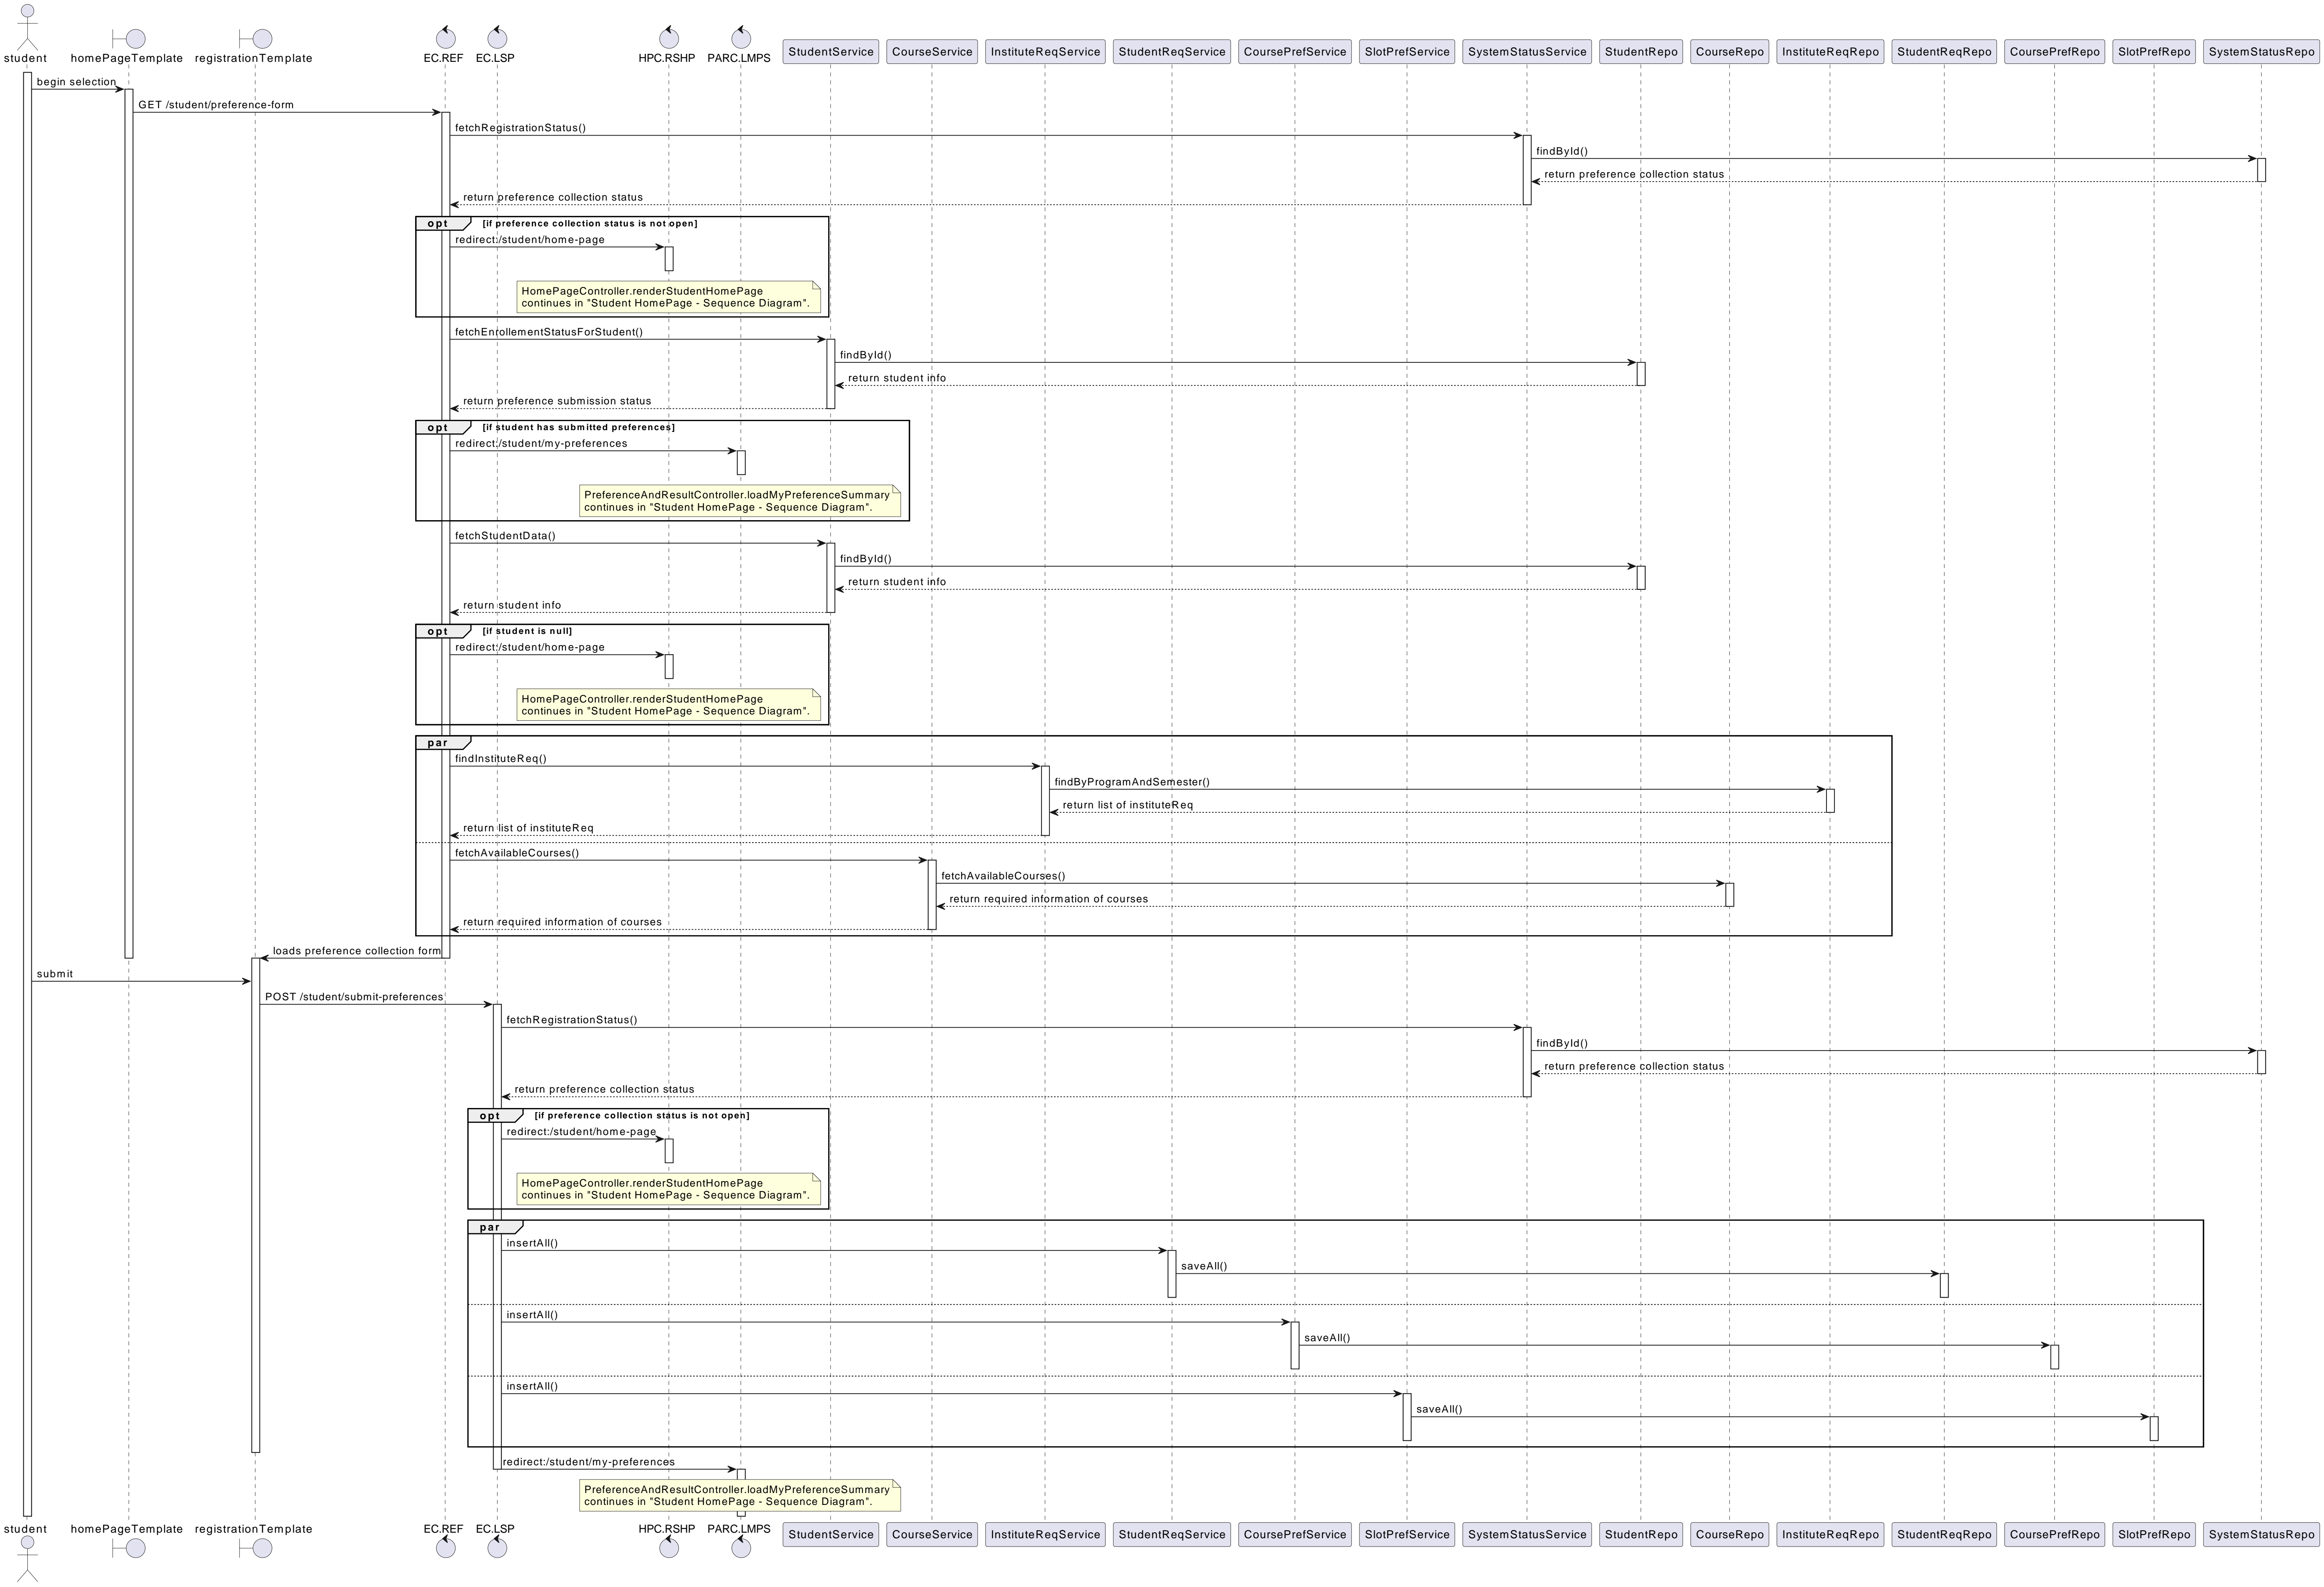 student
homePageTemplate
registrationTemplate
EC.REF
EC.LSP
HPC.RSHP
PARC.LMPS
StudentService
CourseService
InstituteReqService
StudentReqService
CoursePrefService
SlotPrefService
SystemStatusService
StudentRepo
CourseRepo
InstituteReqRepo
StudentReqRepo
CoursePrefRepo
SlotPrefRepo
SystemStatusRepo
begin selection
GET /student/preference-form
fetchRegistrationStatus()
findById()
return preference collection status
return preference collection status
opt [if preference collection status is not open]
redirect:/student/home-page
HomePageController.renderStudentHomePage
continues in "Student HomePage - Sequence Diagram".
fetchEnrollementStatusForStudent()
findById()
return student info
return preference submission status
opt [if student has submitted preferences]
redirect:/student/my-preferences
PreferenceAndResultController.loadMyPreferenceSummary
continues in "Student HomePage - Sequence Diagram".
fetchStudentData()
findById()
return student info
return student info
opt [if student is null]
redirect:/student/home-page
HomePageController.renderStudentHomePage
continues in "Student HomePage - Sequence Diagram".
par
findInstituteReq()
findByProgramAndSemester()
return list of instituteReq
return list of instituteReq
fetchAvailableCourses()
fetchAvailableCourses()
return required information of courses
return required information of courses
loads preference collection form
submit
POST /student/submit-preferences
fetchRegistrationStatus()
findById()
return preference collection status
return preference collection status
opt [if preference collection status is not open]
redirect:/student/home-page
HomePageController.renderStudentHomePage
continues in "Student HomePage - Sequence Diagram".
par
insertAll()
saveAll()
insertAll()
saveAll()
insertAll()
saveAll()
redirect:/student/my-preferences
PreferenceAndResultController.loadMyPreferenceSummary
continues in "Student HomePage - Sequence Diagram".
student
homePageTemplate
registrationTemplate
EC.REF
EC.LSP
HPC.RSHP
PARC.LMPS
StudentService
CourseService
InstituteReqService
StudentReqService
CoursePrefService
SlotPrefService
SystemStatusService
StudentRepo
CourseRepo
InstituteReqRepo
StudentReqRepo
CoursePrefRepo
SlotPrefRepo
SystemStatusRepo